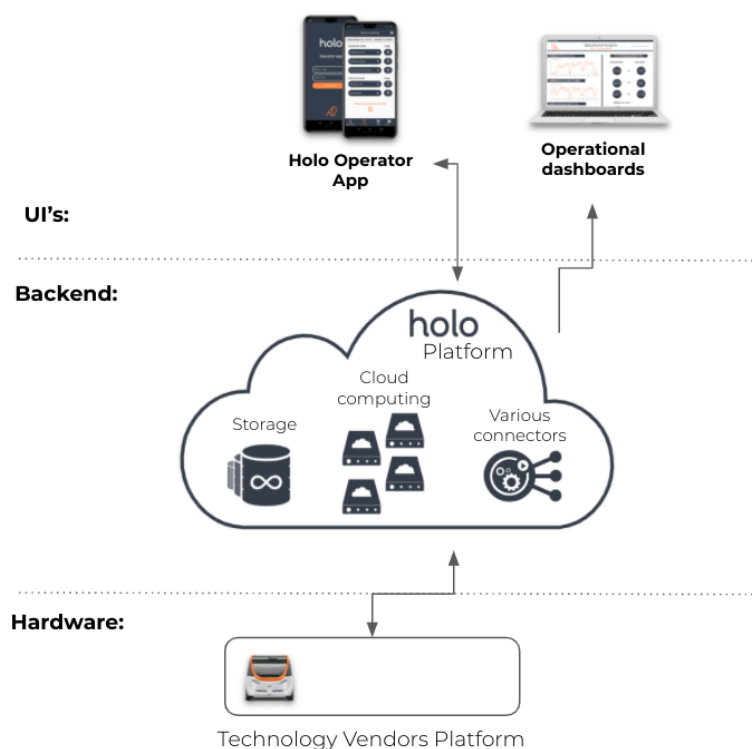 holo
Holo Operator
App
Operational
dashboards
UI's:
Backend:
holo
Platform
Cloud
computing
Storage
Various
connectors
Hardware:
Technology Vendors Platform